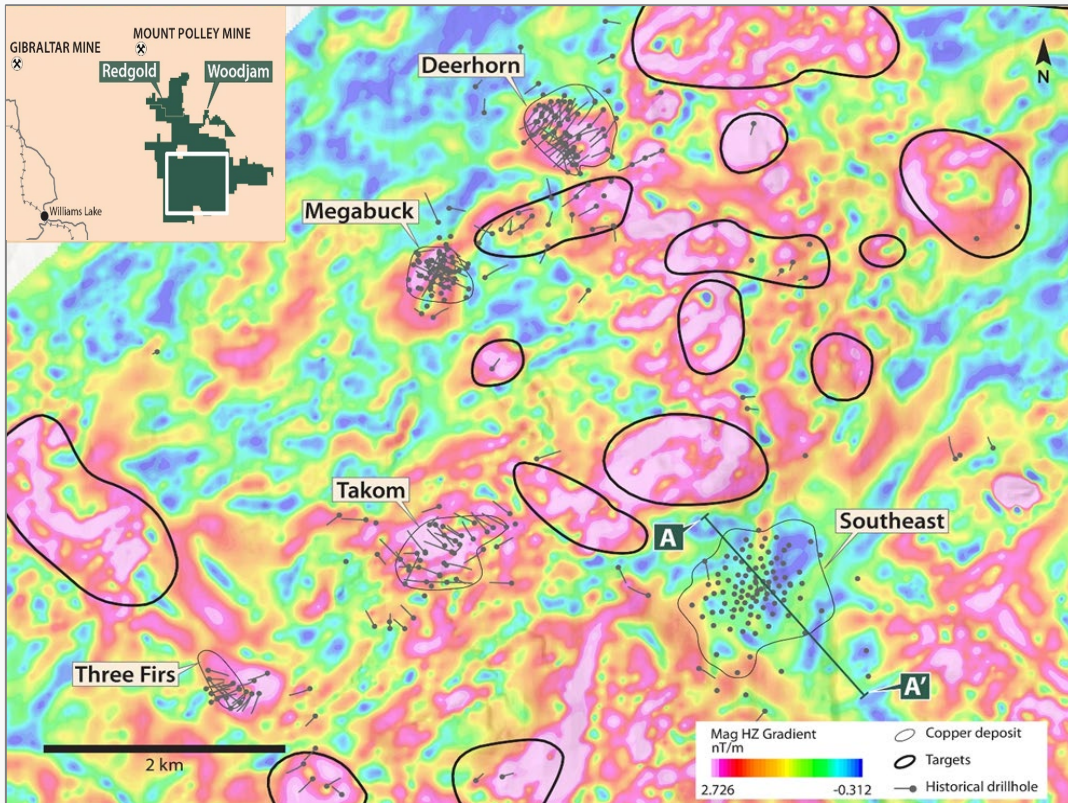 GIBRALTAR MINE
MOUNT POLLEY MINE
Redgold
Woodjam
Williams Lake
Deerhorn
N
Megabuck
Takom
A
Southeast
Three Firs
A'
2 km
Mag HZ Gradient
nT/m
2.726
-0.312
Copper deposit
Targets
Historical drillhole